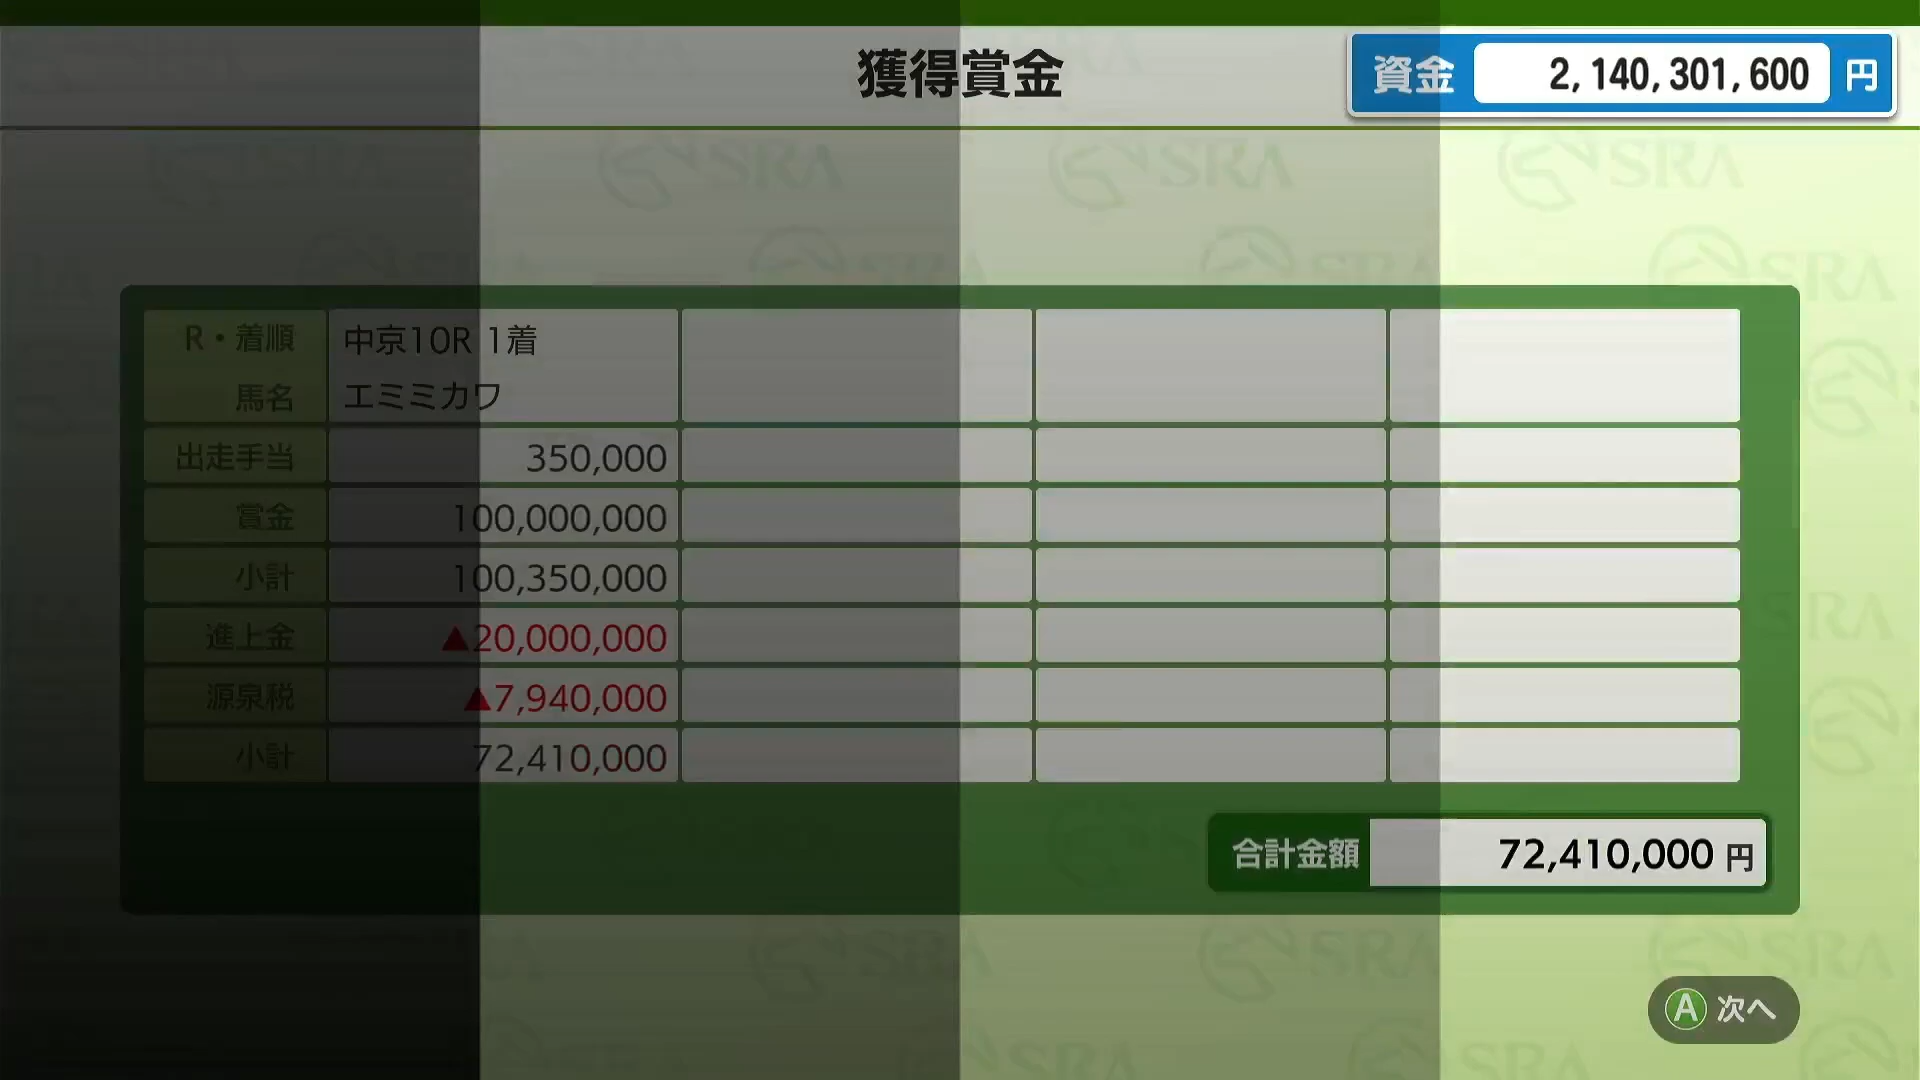 獲得賞金
資金 2,140,301,600 円
R・着順 中京10R 1着
馬名 エミミカワ
出走手当 350,000
賞金 100,000,000
小計 100,350,000
進上金 ▲20,000,000
源泉税 ▲7,940,000
小計 72,410,000
合計金額 72,410,000 円
A 次へ
SRA